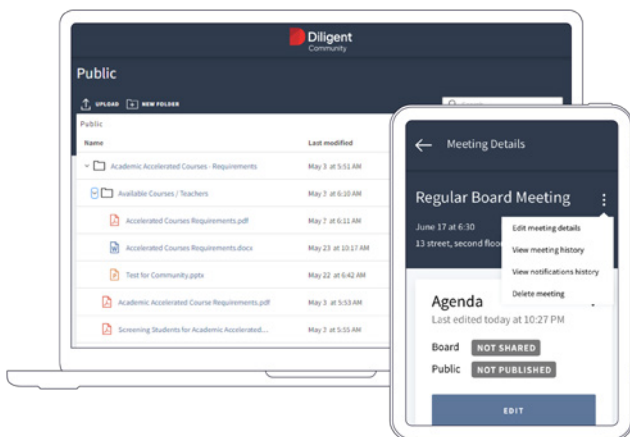 Diligent
Community
Public
UPLOAD NEW FOLDER
Public
Name Last modified
Academic Accelerated Courses - Requirements May 3 at 5:51 AM
Available Courses / Teachers May 7 at 6:10 AM
Accelerated Courses Requirements.pdf May 7 at 6:11 AM
Accelerated Courses Requirements.docx May 23 at 10:17 AM
Test for Community.pptx May 22 at 6:42 AM
Academic Accelerated Course Requirements.pdf May 3 at 5:53 AM
Screening Students for Academic Accelerated.... May 7 at 5:55 AM
Meeting Details
Regular Board Meeting
June 17 at 6:30
13 street, second floo
Edit meeting details
View meeting history
View notifications history
Delete meeting
Agenda
Last edited today at 10:27 PM
Board NOT SHARED
Public NOT PUBLISHED
EDIT